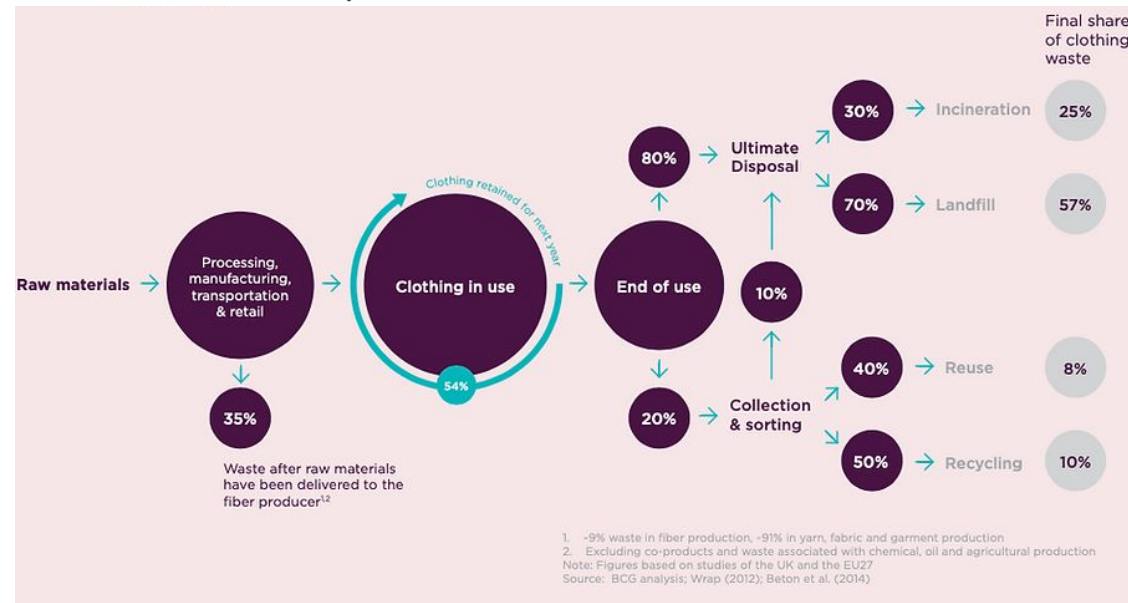 Final share
of clothing
waste
30%
Incineration
25%
80%
Ultimate
Disposal
Clothing retained for next year
70%
Landfill
57%
Raw materials
Processing,
manufacturing,
transportation
& retail
Clothing in use
End of use
10%
54%
35%
20%
Collection
& sorting
40%
Reuse
8%
50%
Recycling
10%
Waste after raw materials
have been delivered to the
fiber producer¹,²
1. ~9% waste in fiber production, ~91% in yarn, fabric and garment production
2. Excluding co-products and waste associated with chemical, oil and agricultural production
Note: Figures based on studies of the UK and the EU27
Source: BCG analysis; Wrap (2012); Beton et al. (2014)